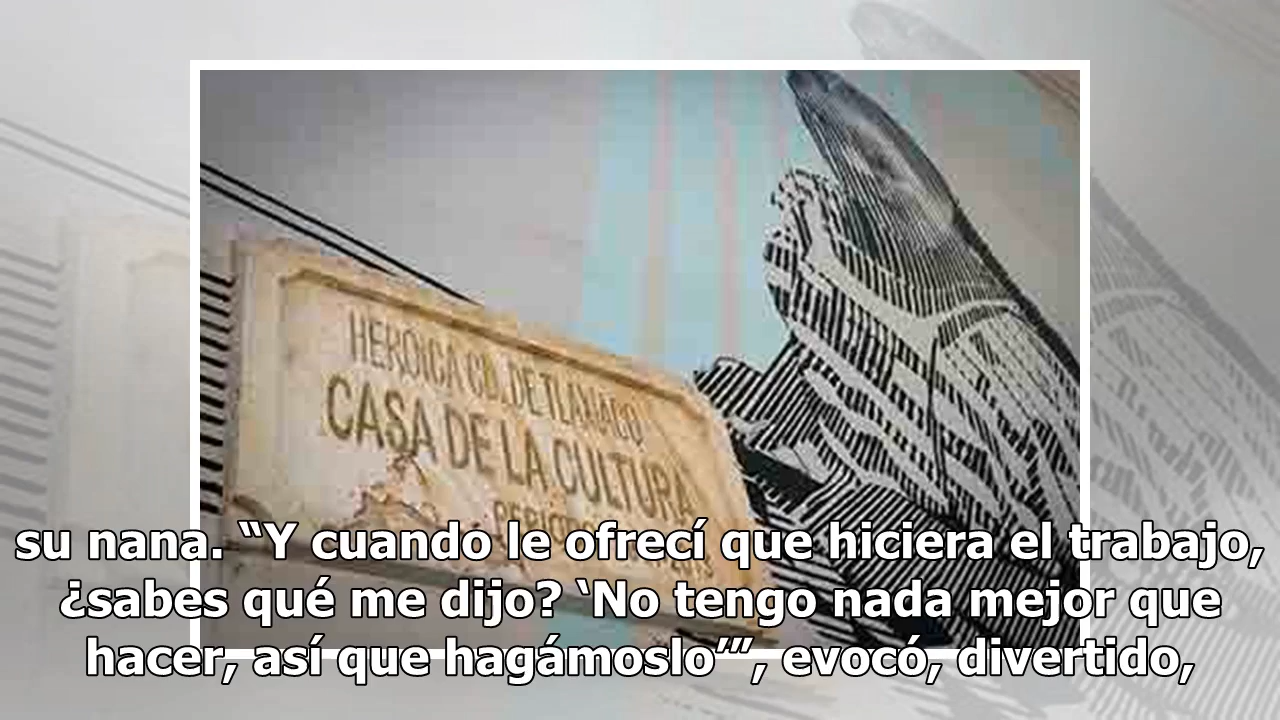 HEROICA CD. DE TLAXIACO
CASA DE LA CULTURA
su nana. “Y cuando le ofrecí que hiciera el trabajo,
¿sabes qué me dijo? ‘No tengo nada mejor que
hacer, así que hagámoslo’”, evocó, divertido,